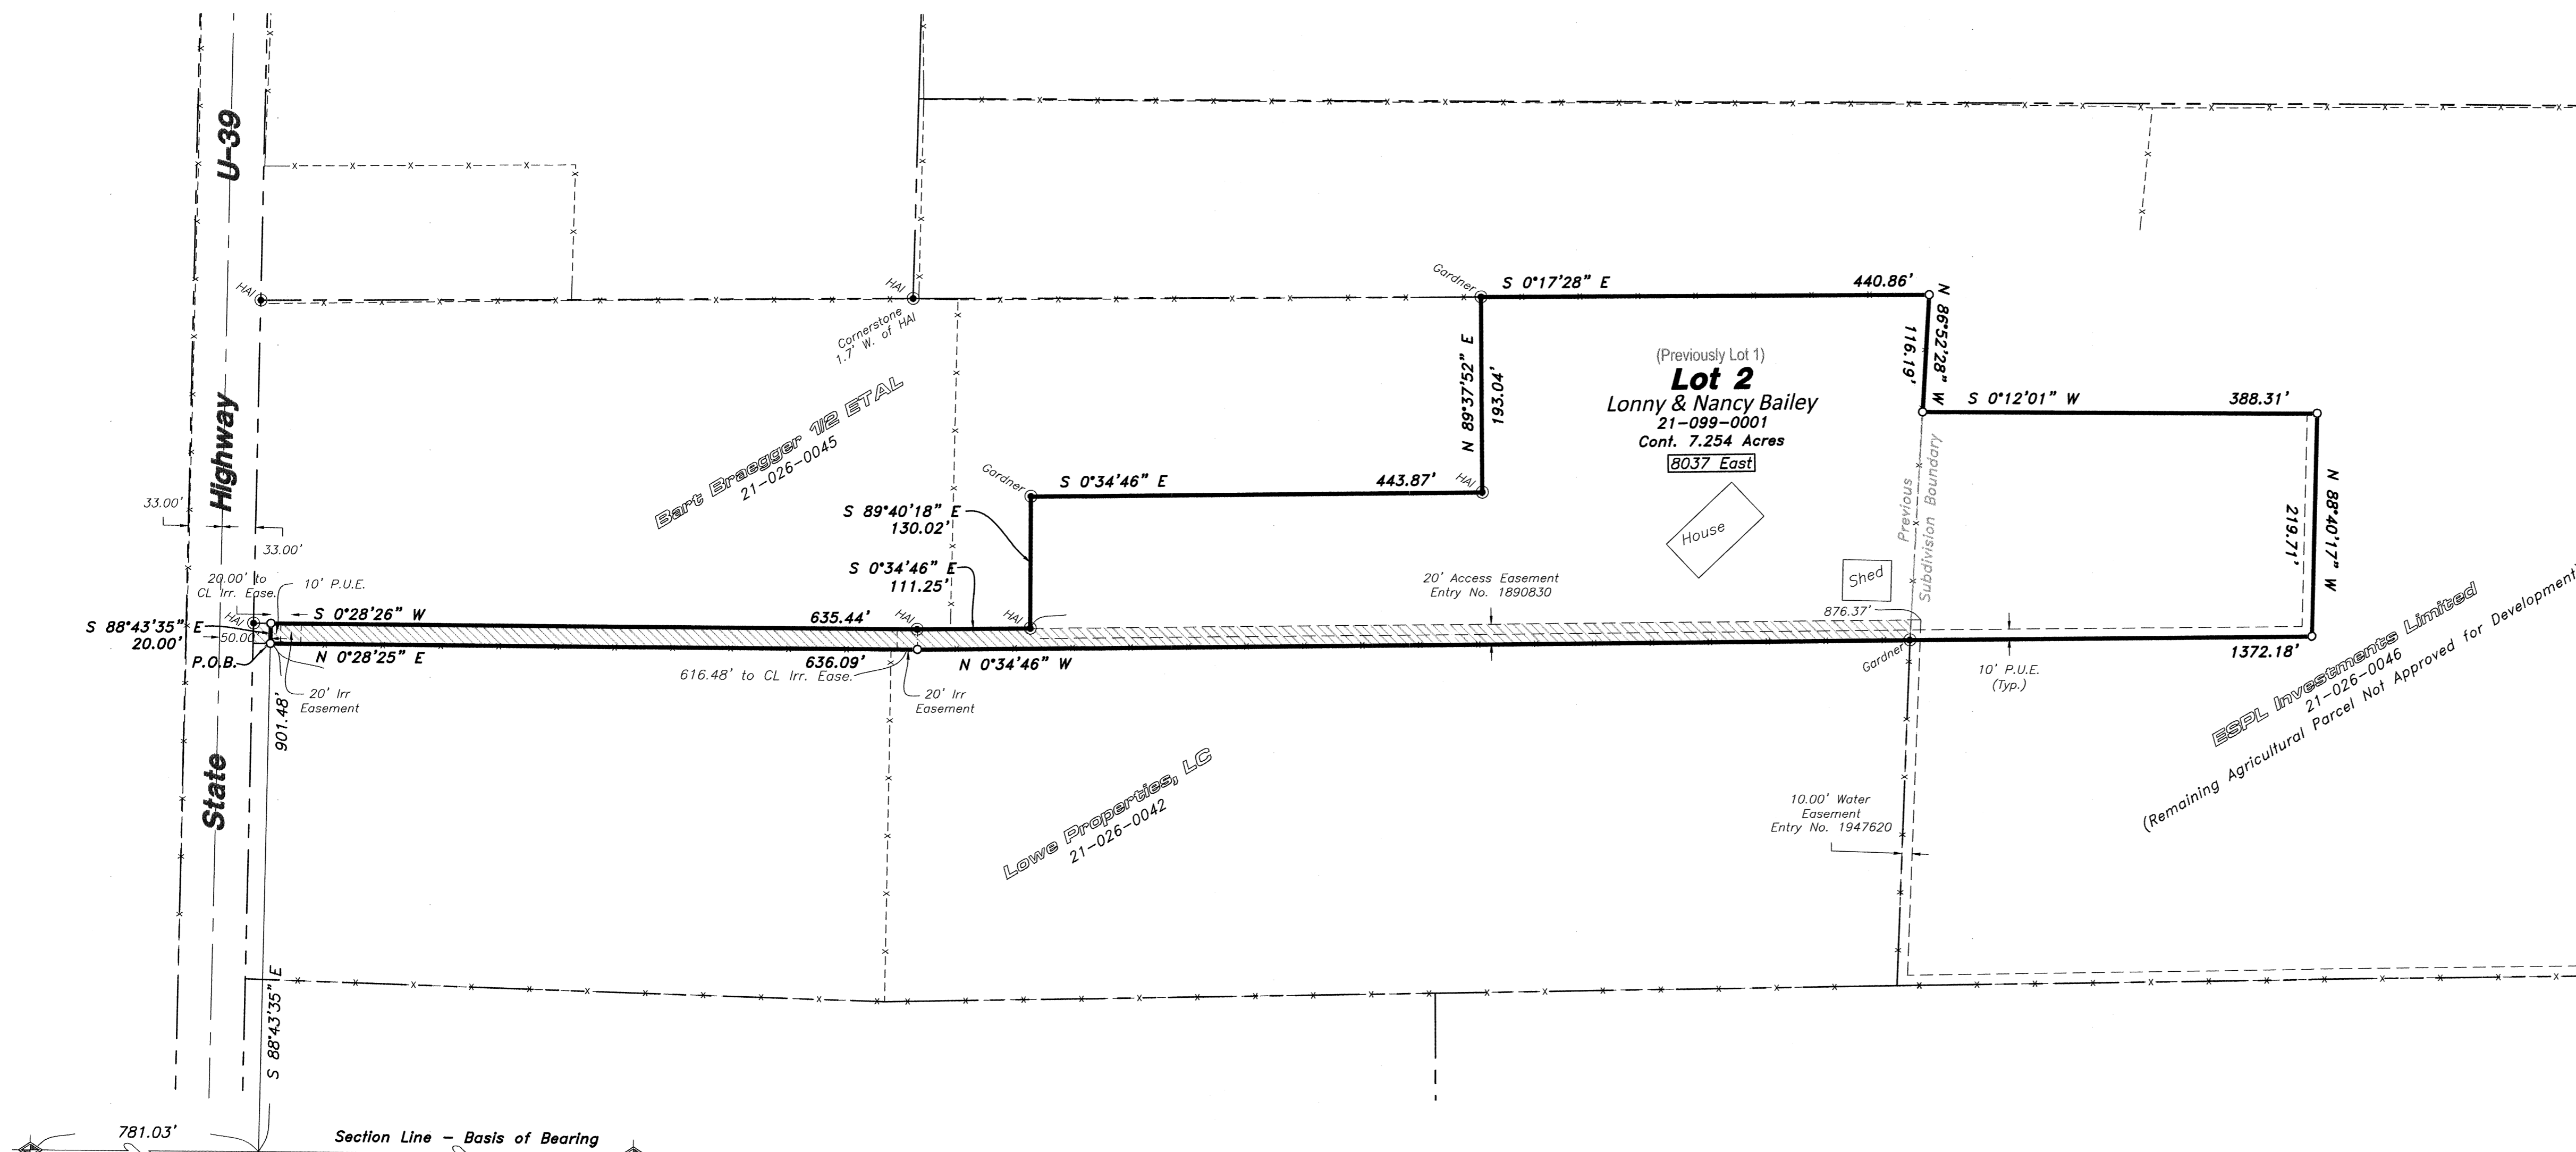 U-39
Highway
State
HAI
HAI
Cornerstone
1.7' W. of HAI
Bart Braegger 1/2 ETAL
21-026-0045
Gardner
S 0°17'28" E
440.86'
N 86°52'28" W
116.19'
N 89°37'52" E
193.04'
(Previously Lot 1)
Lot 2
Lonny & Nancy Bailey
21-099-0001
Cont. 7.254 Acres
8037 East
S 0°12'01" W
388.31'
Gardner
S 0°34'46" E
443.87'
HAI
S 89°40'18" E
130.02'
S 0°34'46" E
111.25'
House
Shed
Previous
Subdivision Boundary
N 88°40'17" W
219.71'
33.00'
33.00'
20.00' to
CL Irr. Ease.
10' P.U.E.
HAI
S 0°28'26" W
635.44'
HAI
HAI
20' Access Easement
Entry No. 1890830
876.37'
S 88°43'35" E
20.00'
50.00'
P.O.B.
N 0°28'25" E
636.09'
616.48' to CL Irr. Ease.
N 0°34'46" W
Gardner
10' P.U.E.
(Typ.)
1372.18'
20' Irr
Easement
20' Irr
Easement
901.48'
S 88°43'35" E
Lowe Properties, LC
21-026-0042
10.00' Water
Easement
Entry No. 1947620
ESPL Investments Limited
21-026-0046
(Remaining Agricultural Parcel Not Approved for Development)
781.03'
Section Line - Basis of Bearing